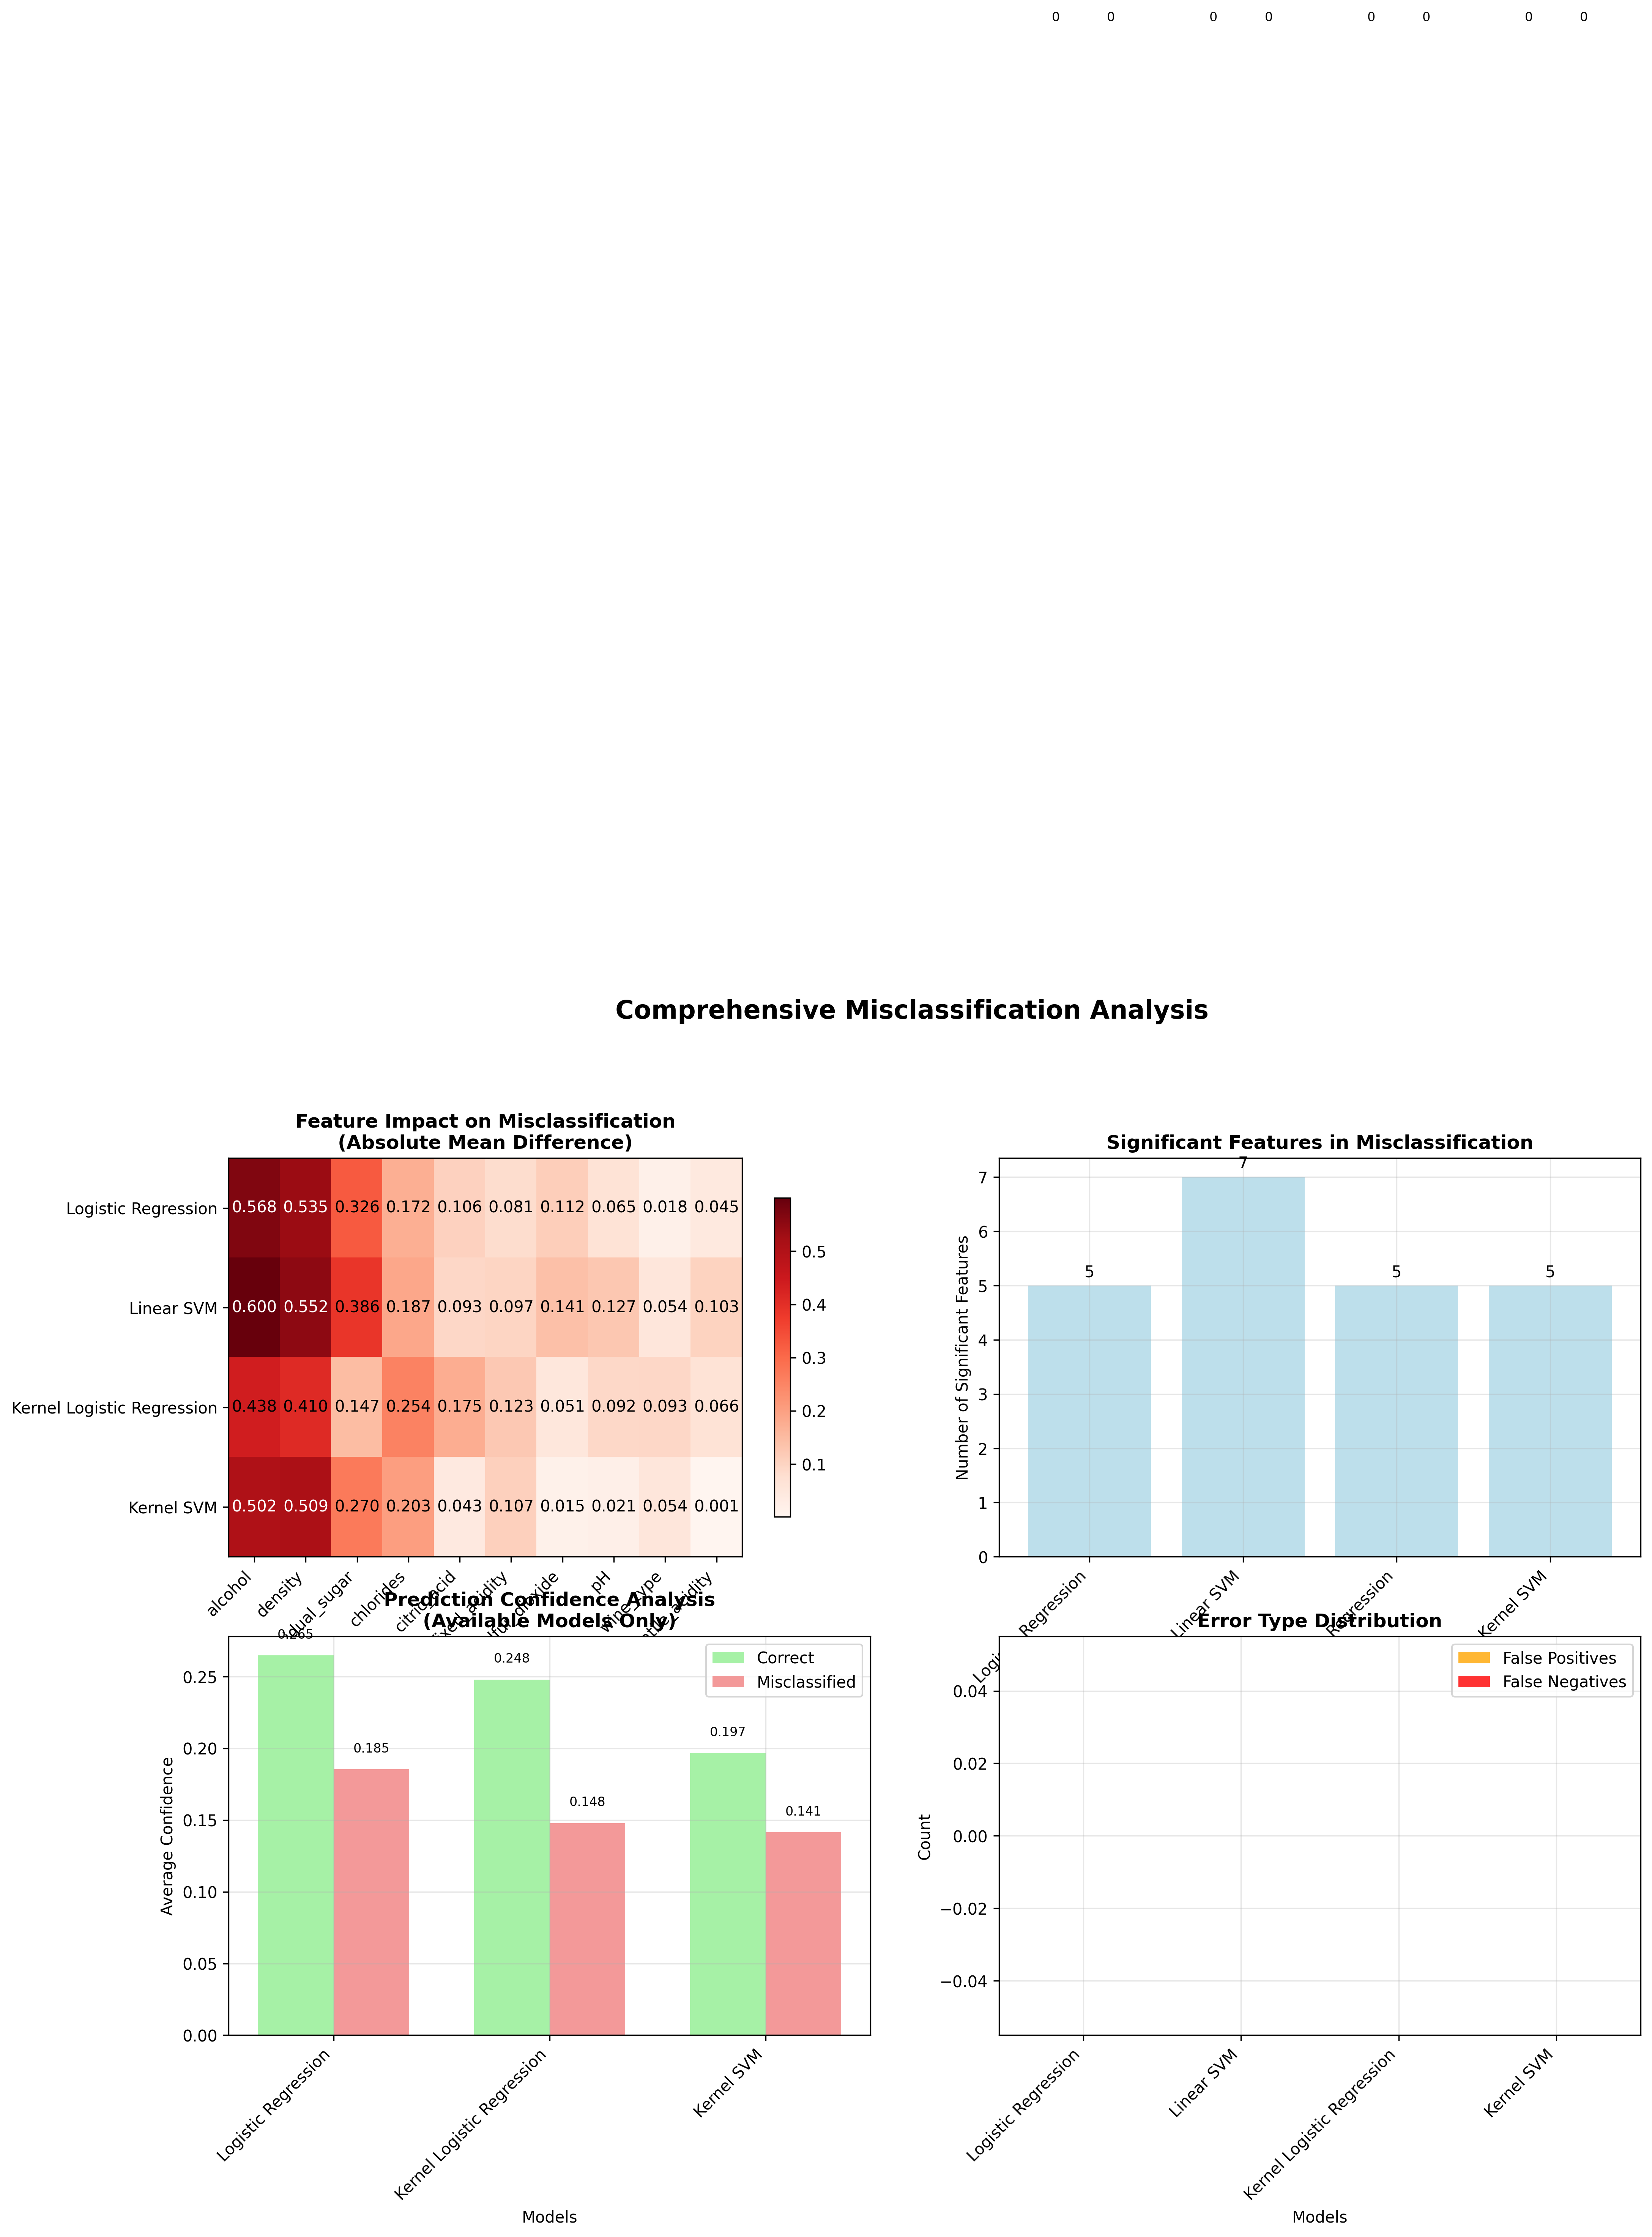 0 0 0 0 0 0 0 0
Comprehensive Misclassification Analysis
Feature Impact on Misclassification
(Absolute Mean Difference)
Logistic Regression 0.568 0.535 0.326 0.172 0.106 0.081 0.112 0.065 0.018 0.045
Linear SVM 0.600 0.552 0.386 0.187 0.093 0.097 0.141 0.127 0.054 0.103
Kernel Logistic Regression 0.438 0.410 0.147 0.254 0.175 0.123 0.051 0.092 0.093 0.066
Kernel SVM 0.502 0.509 0.270 0.203 0.043 0.107 0.015 0.021 0.054 0.001
alcohol
density
chlorides
pH
0.5
0.4
0.3
0.2
0.1
Significant Features in Misclassification
Number of Significant Features
7
6
5
4
3
2
1
0
5
7
5
5
Regression
Linear SVM
Regression
Kernel SVM
Prediction Confidence Analysis
(Available Models Only)
Correct
Misclassified
Average Confidence
0.25
0.20
0.15
0.10
0.05
0.00
0.265
0.185
0.248
0.148
0.197
0.141
Logistic Regression
Kernel Logistic Regression
Kernel SVM
Models
Error Type Distribution
False Positives
False Negatives
Count
0.04
0.02
0.00
−0.02
−0.04
Logistic Regression
Linear SVM
Kernel Logistic Regression
Kernel SVM
Models